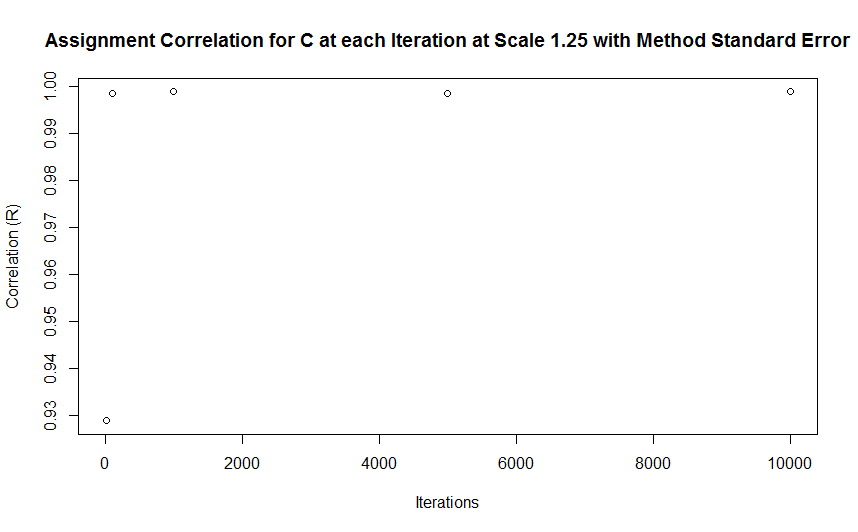 Assignment Correlation for C at each Iteration at Scale 1.25 with Method Standard Error
Correlation (R)
1.00
0.99
0.98
0.97
0.96
0.95
0.94
0.93
0 2000 4000 6000 8000 10000
Iterations